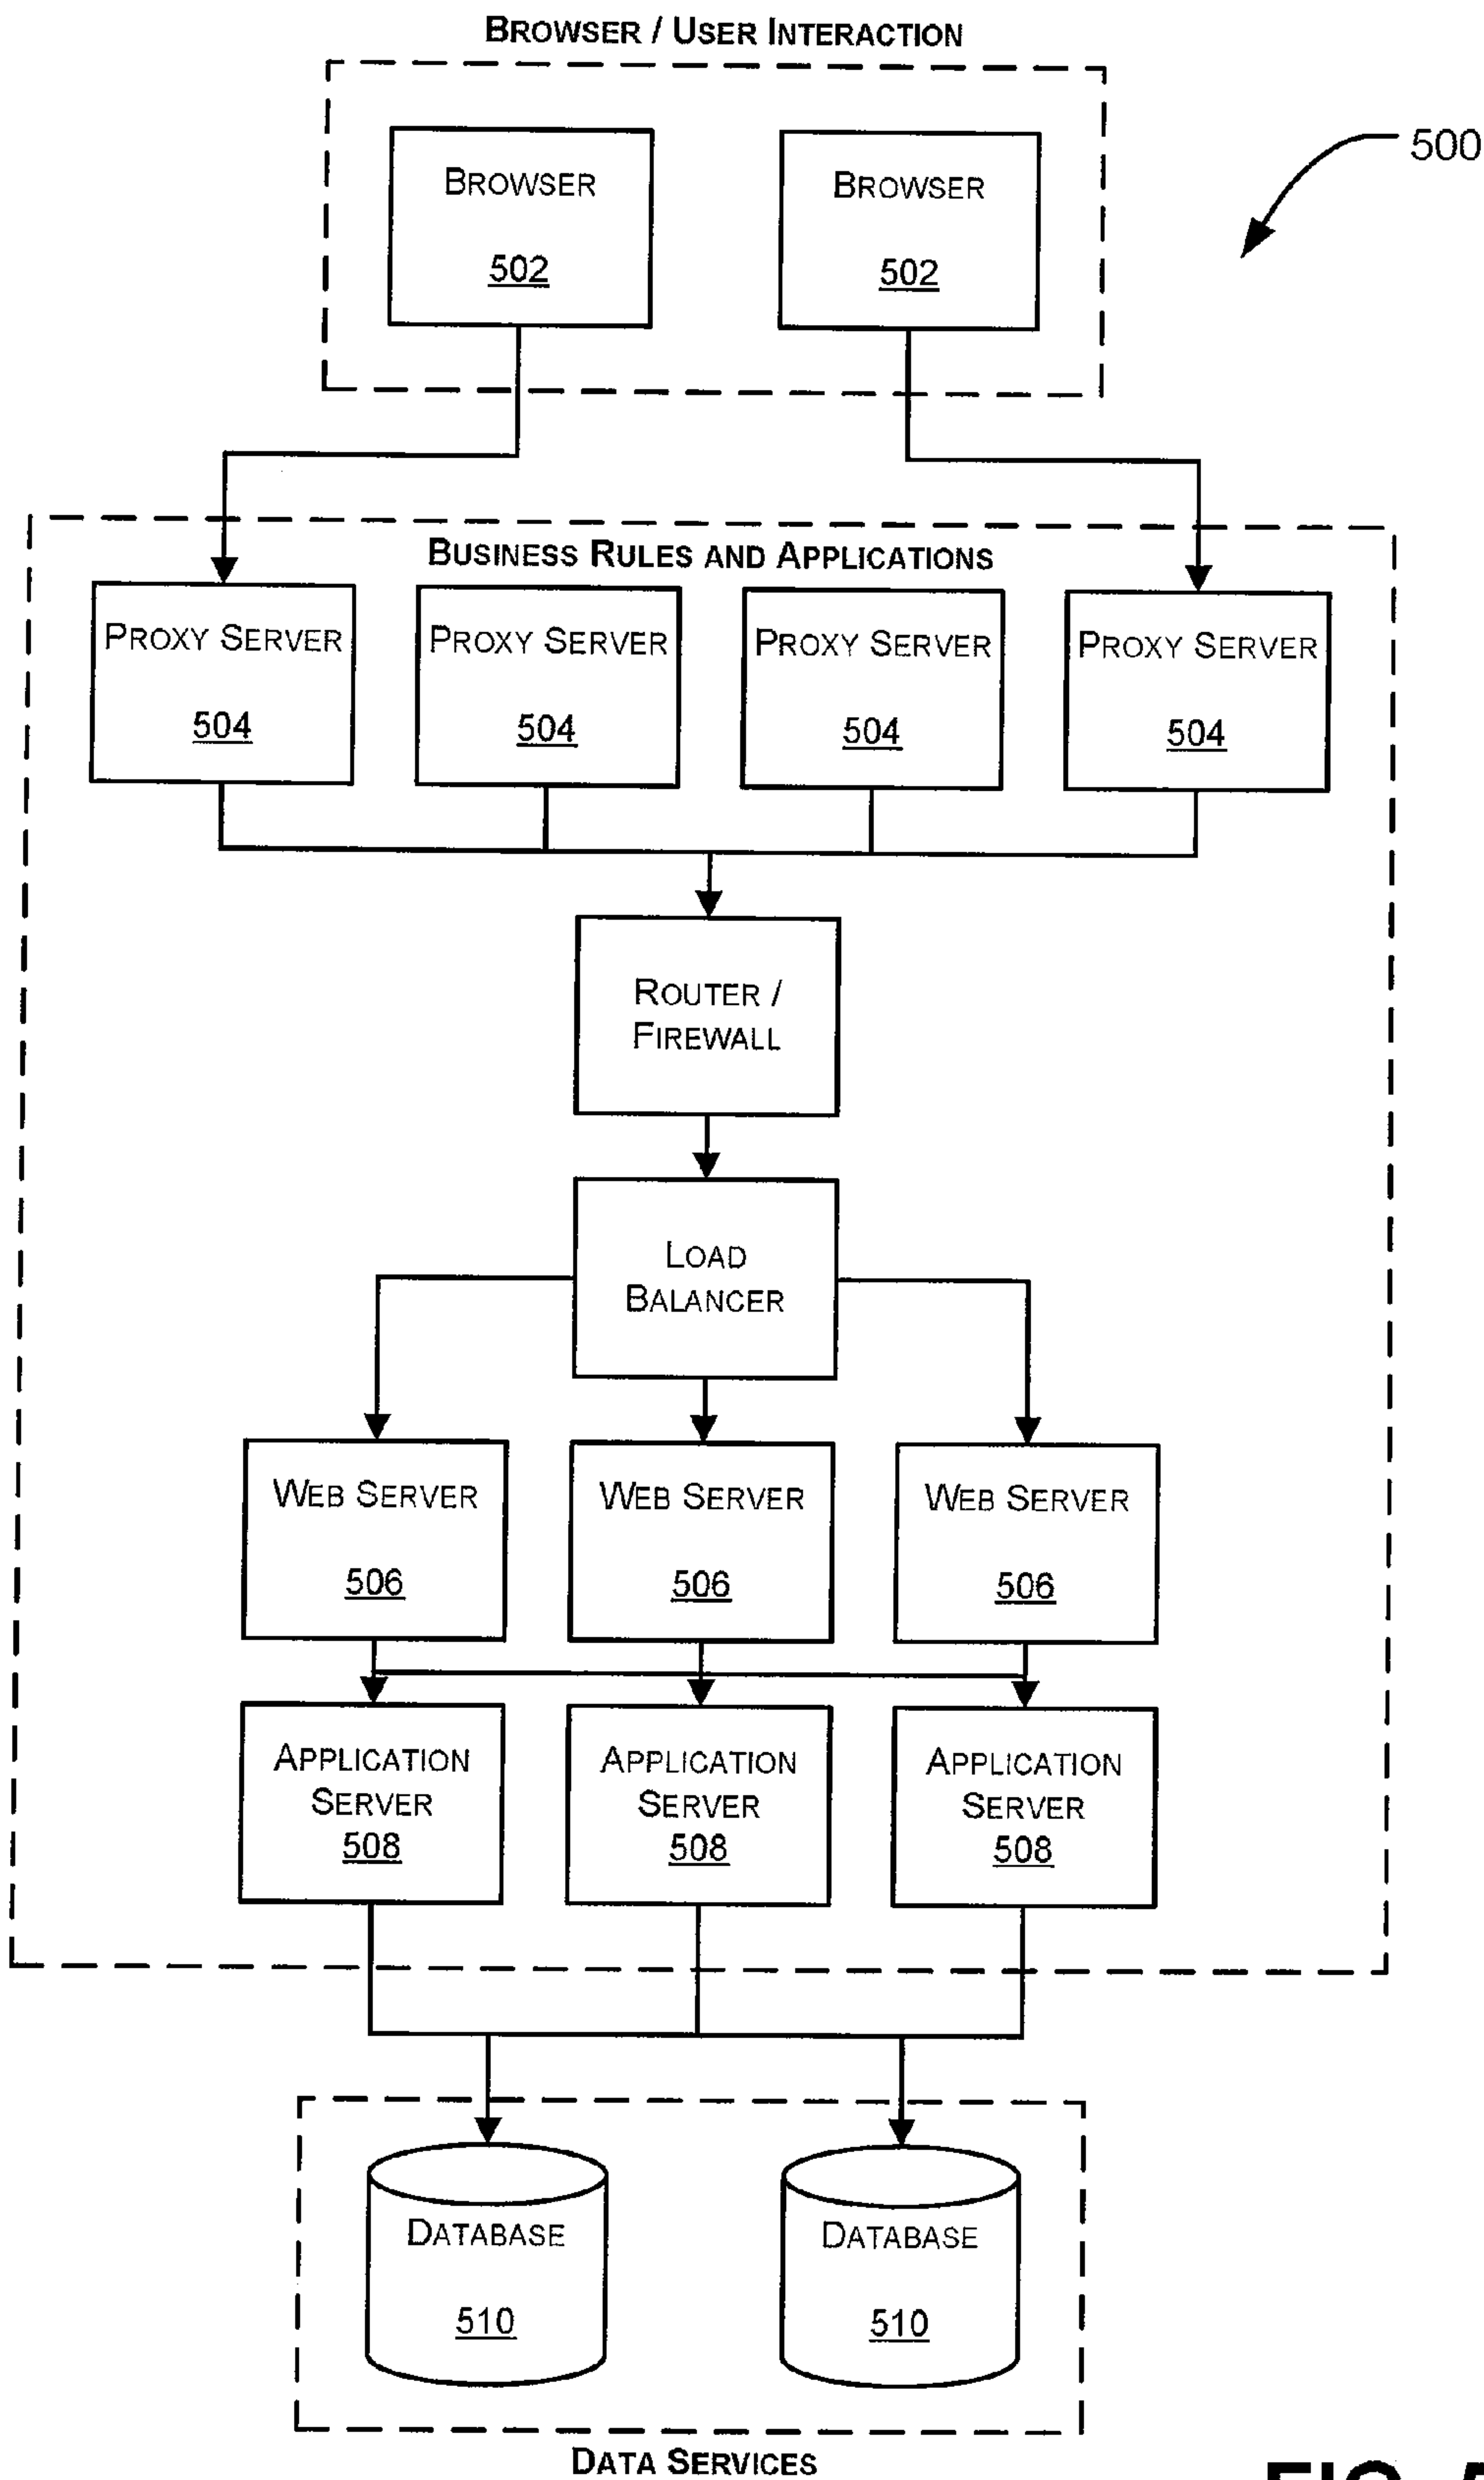 BROWSER / USER INTERACTION
500
BROWSER
502
BROWSER
502
BUSINESS RULES AND APPLICATIONS
PROXY SERVER
504
PROXY SERVER
504
PROXY SERVER
504
PROXY SERVER
504
ROUTER /
FIREWALL
LOAD
BALANCER
WEB SERVER
506
WEB SERVER
506
WEB SERVER
506
APPLICATION
SERVER
508
APPLICATION
SERVER
508
APPLICATION
SERVER
508
DATABASE
510
DATABASE
510
DATA SERVICES